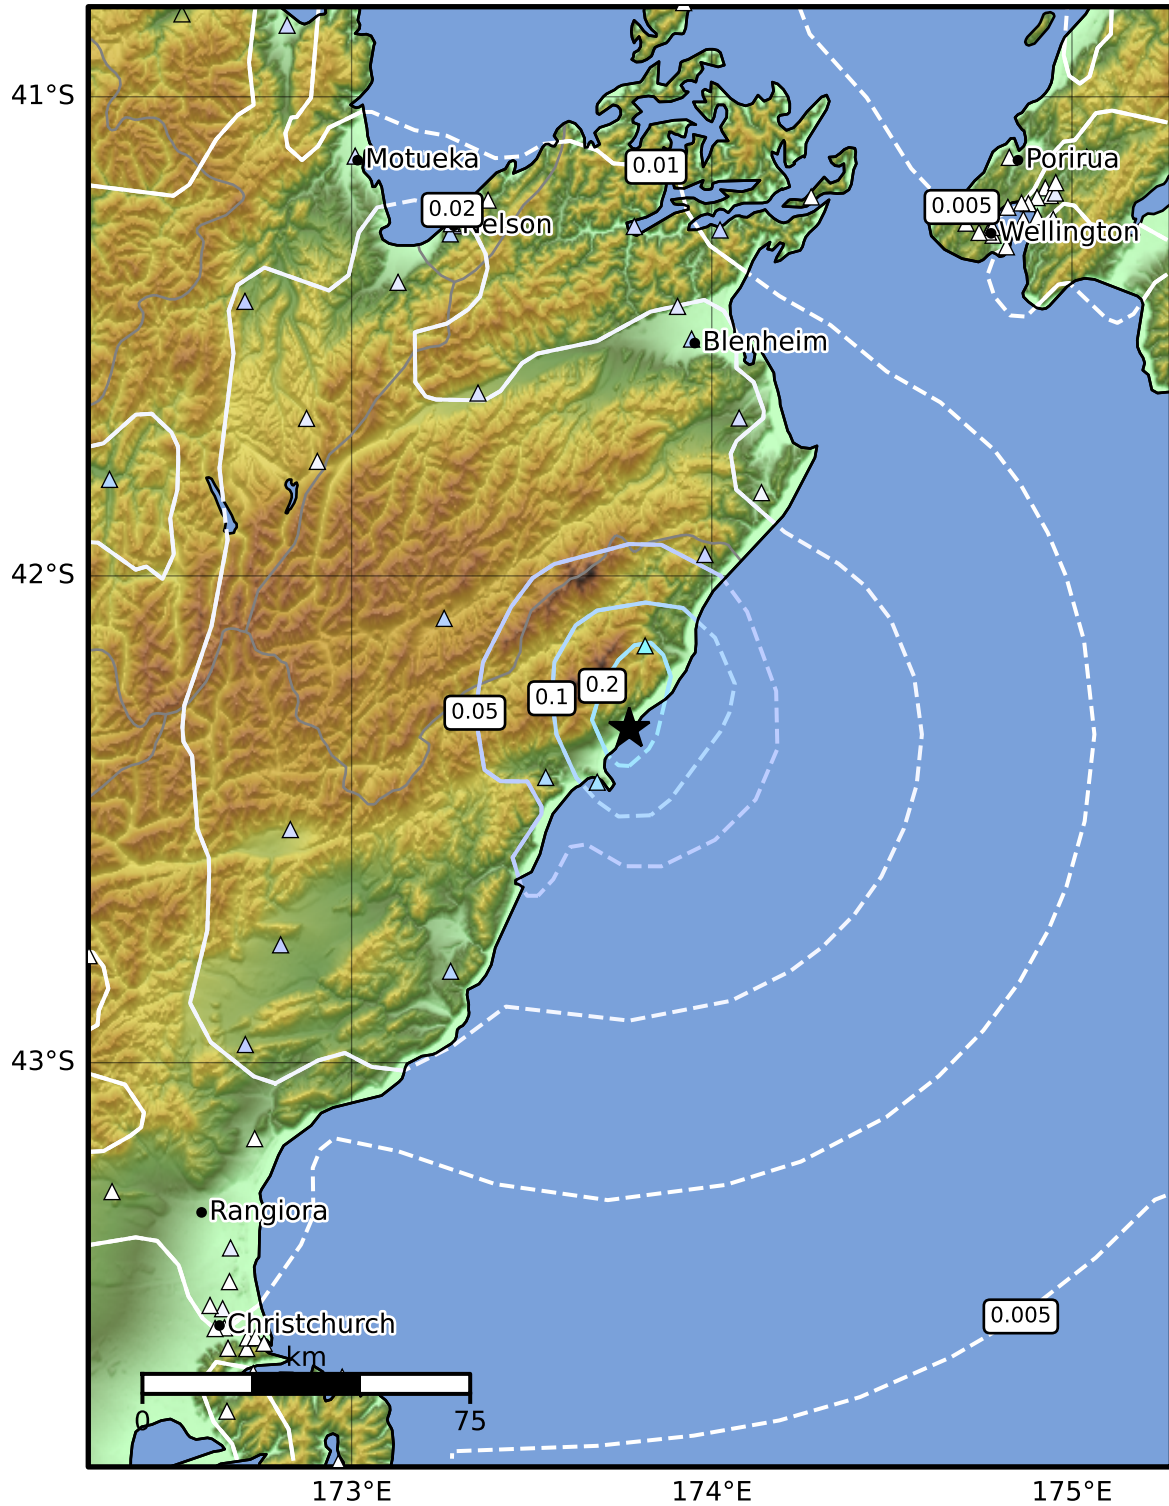 41°S
Motueka
0.01
Porirua
0.02
Nelson
0.005
Wellington
Blenheim
42°S
0.05
0.1
0.2
43°S
Rangiora
0.005
Christchurch
km
0
75
173°E
174°E
175°E